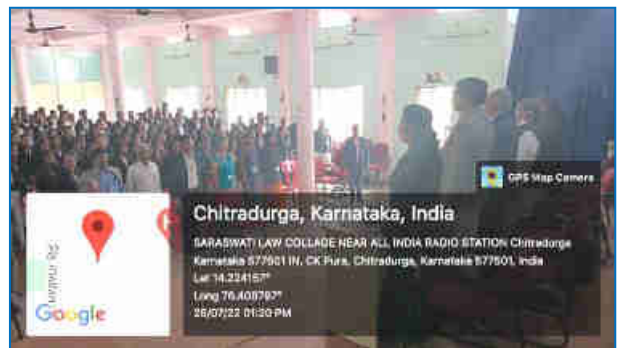 GPS Map Camera
Chitradurga, Karnataka, India
SARASWATI LAW COLLAGE NEAR ALL INDIA RADIO STATION Chitradurga
Karnataka 577501 IN, CK Pura, Chitradurga, Karnataka 577501, India
Lat 14.224157°
Long 76.408797°
26/07/22 01:20 PM
Google